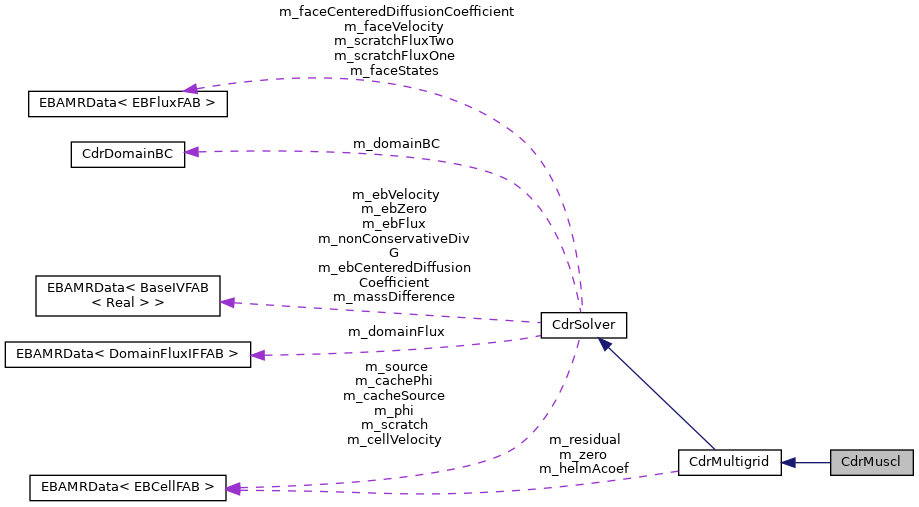 m_faceCenteredDiffusionCoefficient
m_faceVelocity
m_scratchFluxTwo
m_scratchFluxOne
m_faceStates
EBAMRData< EBFluxFAB >
m_domainBC
CdrDomainBC
m_ebVelocity
m_ebZero
m_ebFlux
m_nonConservativeDiv
G
m_ebCenteredDiffusion
Coefficient
m_massDifference
EBAMRData< BaseIVFAB
< Real > >
CdrSolver
m_domainFlux
EBAMRData< DomainFluxIFFAB >
m_source
m_cachePhi
m_cacheSource
m_phi
m_scratch
m_cellVelocity
m_residual
m_zero
m_helmAcoef
CdrMultigrid
CdrMuscl
EBAMRData< EBCellFAB >